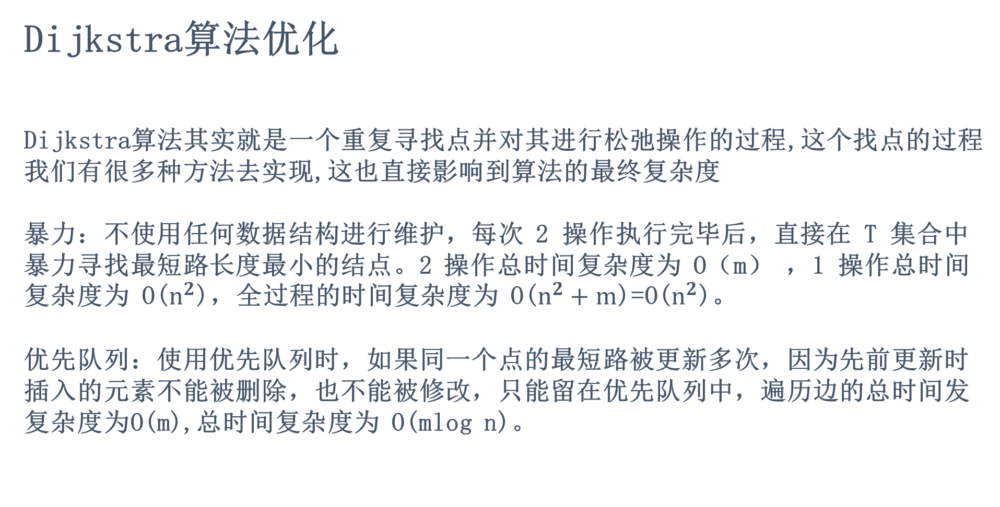 Dijkstra算法优化
Dijkstra算法其实就是一个重复寻找点并对其进行松弛操作的过程,这个找点的过程
我们有很多种方法去实现,这也直接影响到算法的最终复杂度
暴力：不使用任何数据结构进行维护，每次 2 操作执行完毕后，直接在 T 集合中
暴力寻找最短路长度最小的结点。2 操作总时间复杂度为 O（m） ，1 操作总时间
复杂度为 O(n²)，全过程的时间复杂度为 O(n² + m)=O(n²)。
优先队列：使用优先队列时，如果同一个点的最短路被更新多次，因为先前更新时
插入的元素不能被删除，也不能被修改，只能留在优先队列中，遍历边的总时间发
复杂度为O(m),总时间复杂度为 O(mlog n)。